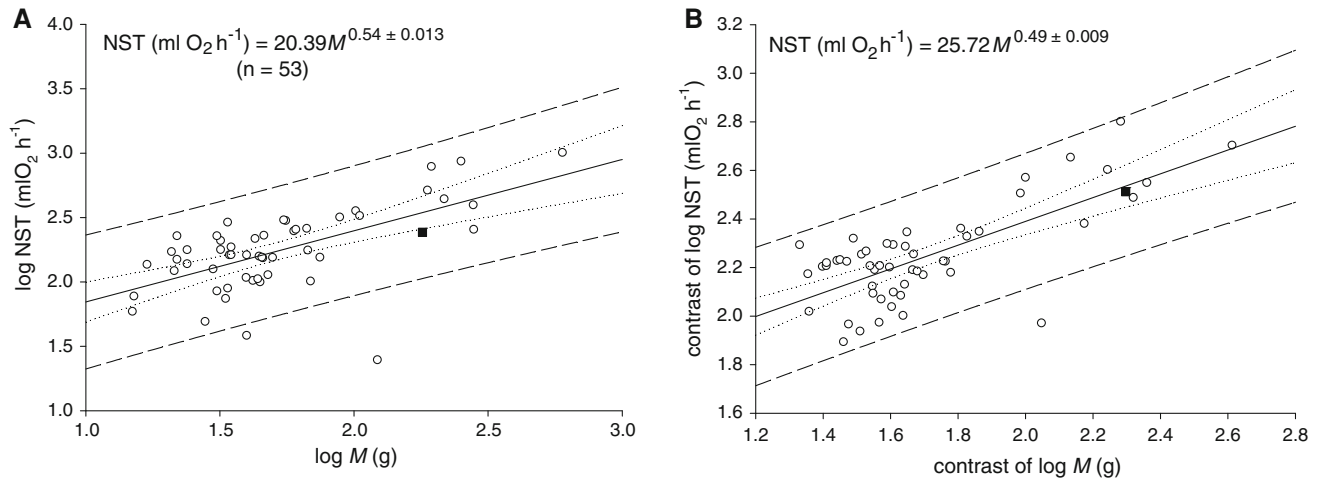 A
NST (ml O₂ h⁻¹) = 20.39M^0.54 ± 0.013
(n = 53)
log NST (mlO₂ h⁻¹)
4.0
3.5
3.0
2.5
2.0
1.5
1.0
1.0 1.5 2.0 2.5 3.0
log M (g)
B
NST (ml O₂ h⁻¹) = 25.72M^0.49 ± 0.009
contrast of log NST (mlO₂ h⁻¹)
3.2
3.0
2.8
2.6
2.4
2.2
2.0
1.8
1.6
1.2 1.4 1.6 1.8 2.0 2.2 2.4 2.6 2.8
contrast of log M (g)